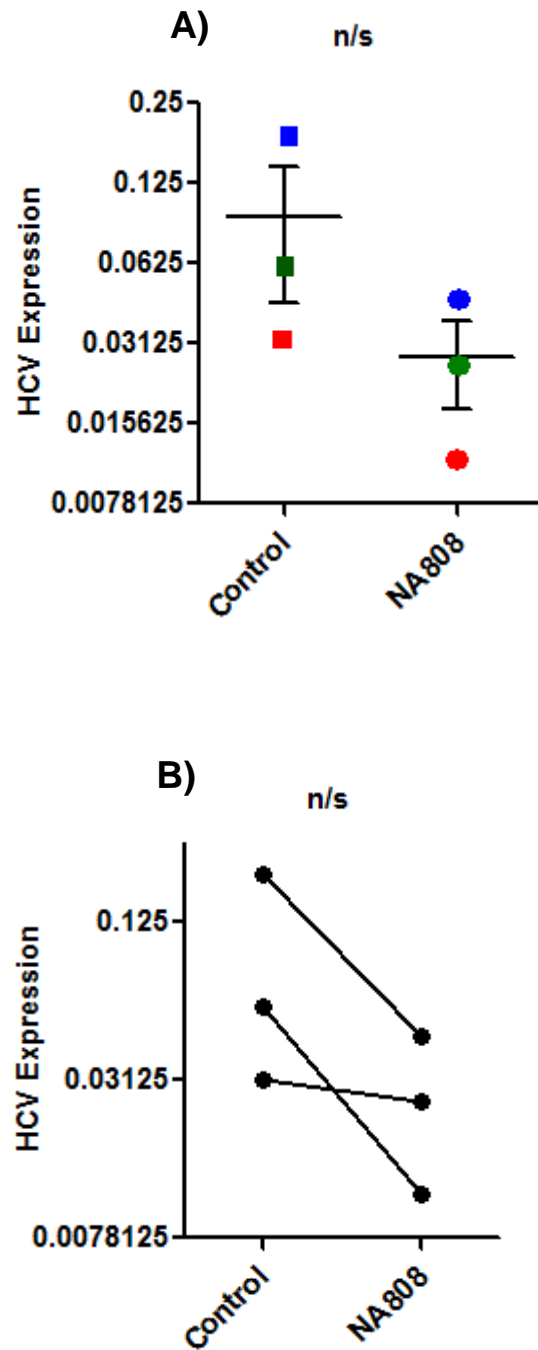 A)
n/s
0.25
0.125
0.0625
0.03125
0.015625
0.0078125
HCV Expression
Control
NA808
B)
n/s
0.125
0.03125
0.0078125
HCV Expression
Control
NA808